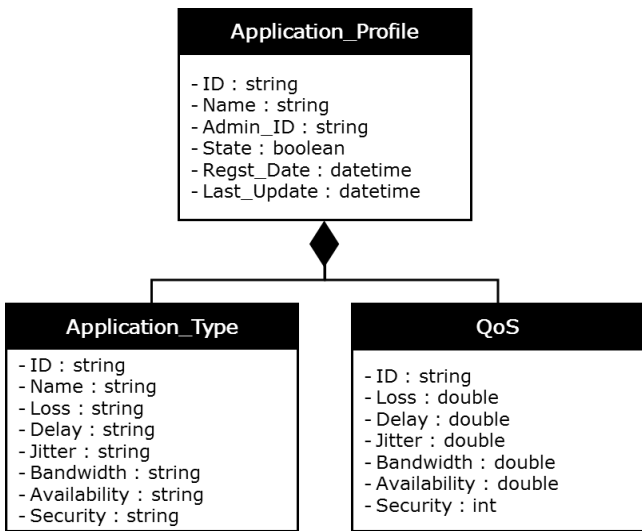 Application_Profile
- ID : string
- Name : string
- Admin_ID : string
- State : boolean
- Regst_Date : datetime
- Last_Update : datetime
Application_Type
- ID : string
- Name : string
- Loss : string
- Delay : string
- Jitter : string
- Bandwidth : string
- Availability : string
- Security : string
QoS
- ID : string
- Loss : double
- Delay : double
- Jitter : double
- Bandwidth : double
- Availability : double
- Security : int